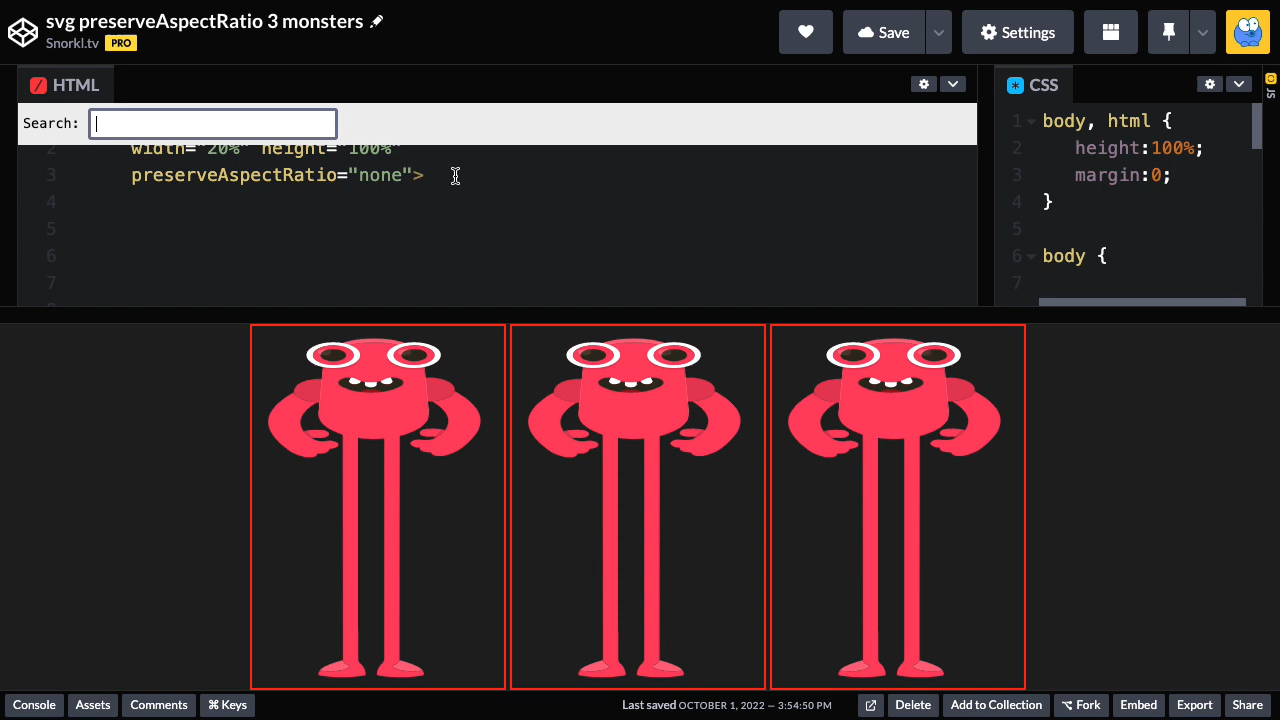 svg preserveAspectRatio 3 monsters
Snorkl.tv PRO
Save
Settings
HTML
CSS
JS
Search:
2 width="20%" height="100%"
3 preserveAspectRatio="none">
4
5
6
7
1 body, html {
2 height:100%;
3 margin:0;
4 }
5
6 body {
7
Console
Assets
Comments
⌘ Keys
Last saved OCTOBER 1, 2022 — 3:54:50 PM
Delete
Add to Collection
⌥ Fork
Embed
Export
Share